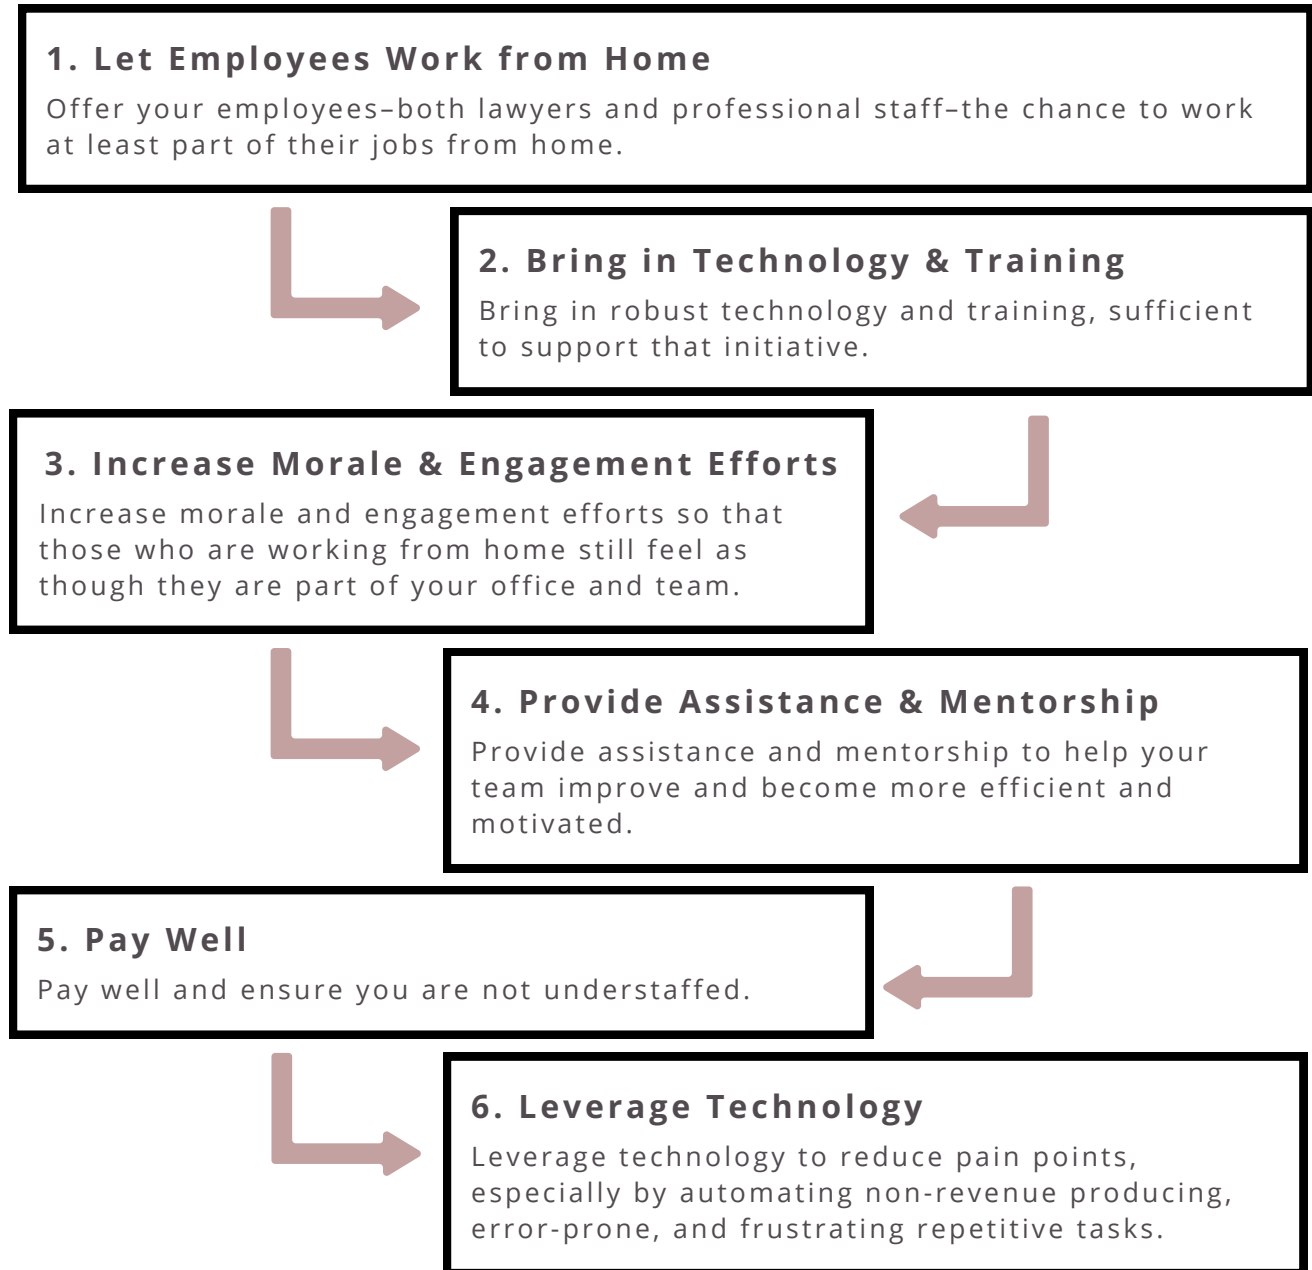 1. Let Employees Work from Home
Offer your employees–both lawyers and professional staff–the chance to work
at least part of their jobs from home.
2. Bring in Technology & Training
Bring in robust technology and training, sufficient
to support that initiative.
3. Increase Morale & Engagement Efforts
Increase morale and engagement efforts so that
those who are working from home still feel as
though they are part of your office and team.
4. Provide Assistance & Mentorship
Provide assistance and mentorship to help your
team improve and become more efficient and
motivated.
5. Pay Well
Pay well and ensure you are not understaffed.
6. Leverage Technology
Leverage technology to reduce pain points,
especially by automating non-revenue producing,
error-prone, and frustrating repetitive tasks.